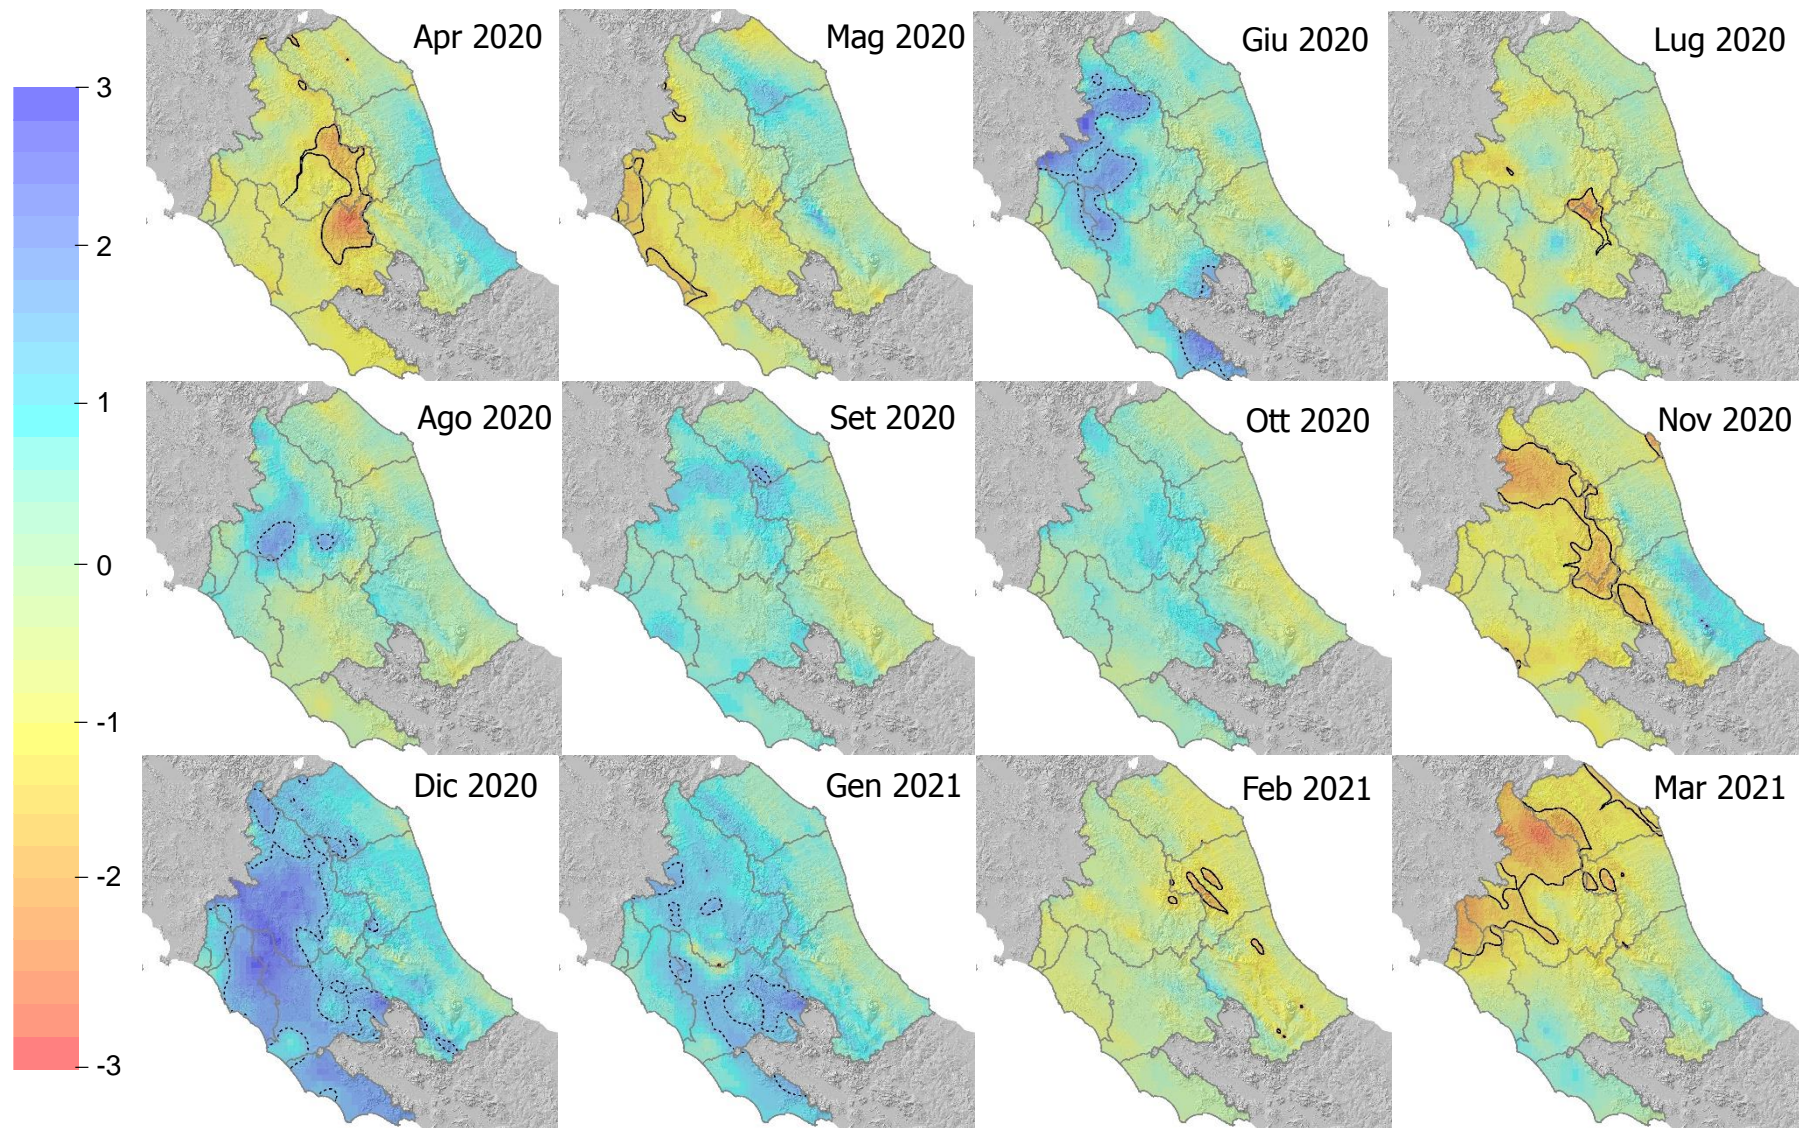 Apr 2020
Mag 2020
Giu 2020
Lug 2020
3
2
1
0
-1
-2
-3
Ago 2020
Set 2020
Ott 2020
Nov 2020
Dic 2020
Gen 2021
Feb 2021
Mar 2021